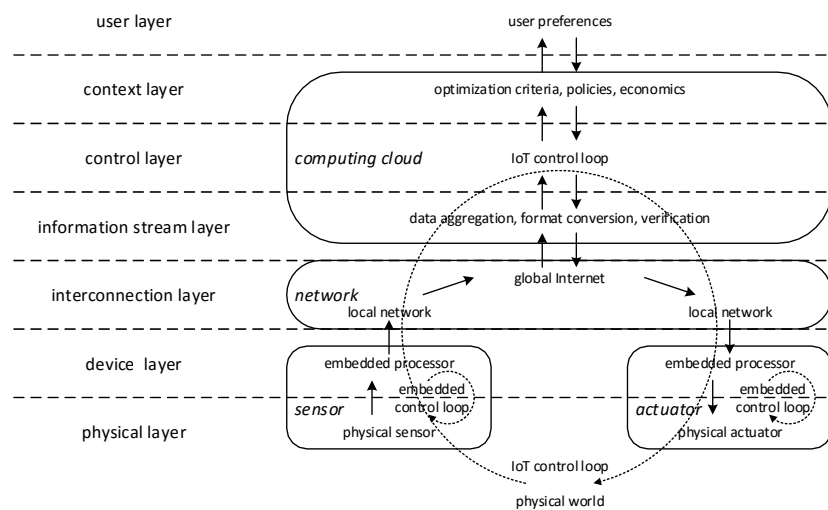 user layer
user preferences
context layer
optimization criteria, policies, economics
control layer
computing cloud
IoT control loop
information stream layer
data aggregation, format conversion, verification
global Internet
interconnection layer
network
local network
local network
device layer
embedded processor
embedded processor
embedded
control loop
embedded
control loop
sensor
actuator
physical layer
physical sensor
physical actuator
IoT control loop
physical world